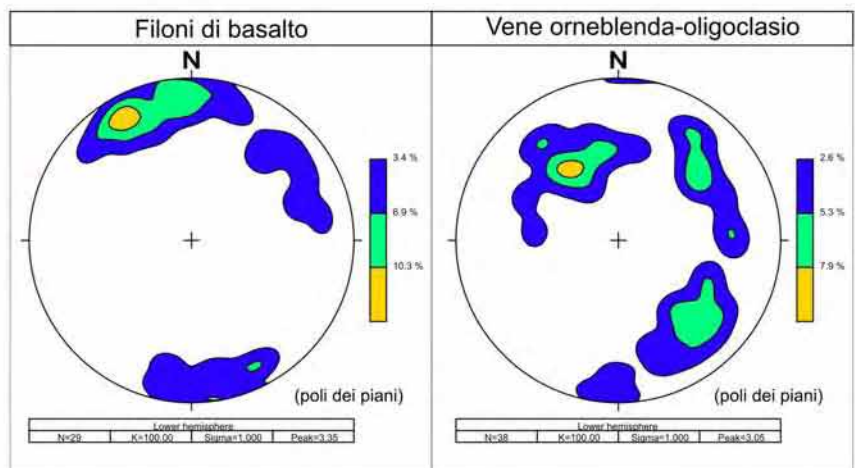 Filoni di basalto
N
3.4 %
6.9 %
10.3 %
(poli dei piani)
Lower hemisphere
N=29 K=100.00 Sigma=1.000 Peak=3.35
Vene orneblenda-oligoclasio
N
2.6 %
5.3 %
7.9 %
(poli dei piani)
Lower hemisphere
N=38 K=100.00 Sigma=1.000 Peak=3.05